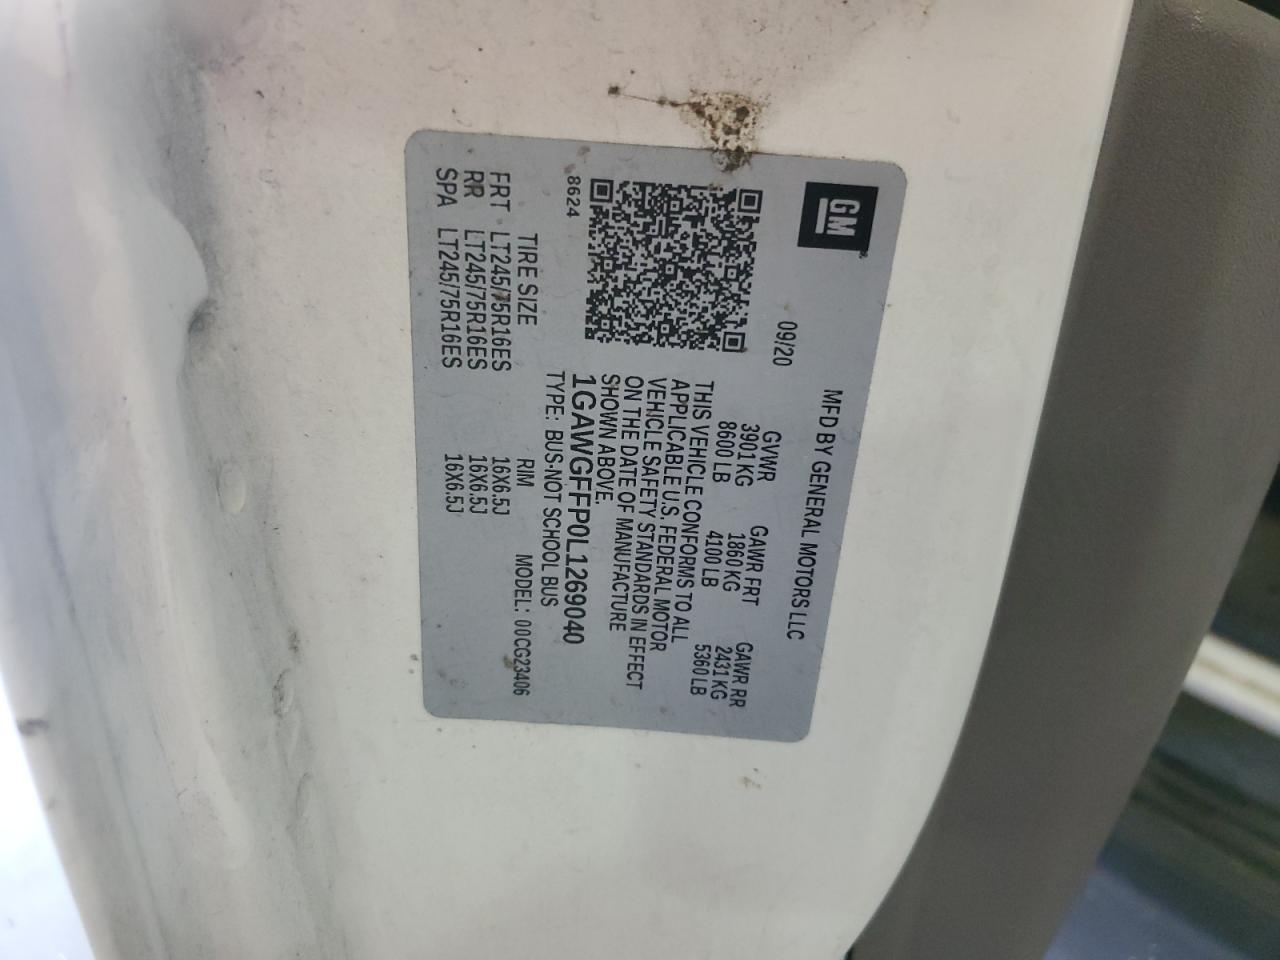 GM
MFD BY GENERAL MOTORS LLC
09/20
GVWR GAWR FRT GAWR RR
3901 KG 1860 KG 2431 KG
8600 LB 4100 LB 5360 LB
THIS VEHICLE CONFORMS TO ALL
APPLICABLE U.S. FEDERAL MOTOR
VEHICLE SAFETY STANDARDS IN EFFECT
ON THE DATE OF MANUFACTURE
SHOWN ABOVE.
8624
1GAWGFFP0L1269040
TYPE: BUS-NOT SCHOOL BUS
TIRE SIZE RIM MODEL: 00CG23406
FRT LT245/75R16ES 16X6.5J
RR LT245/75R16ES 16X6.5J
SPA LT245/75R16ES 16X6.5J